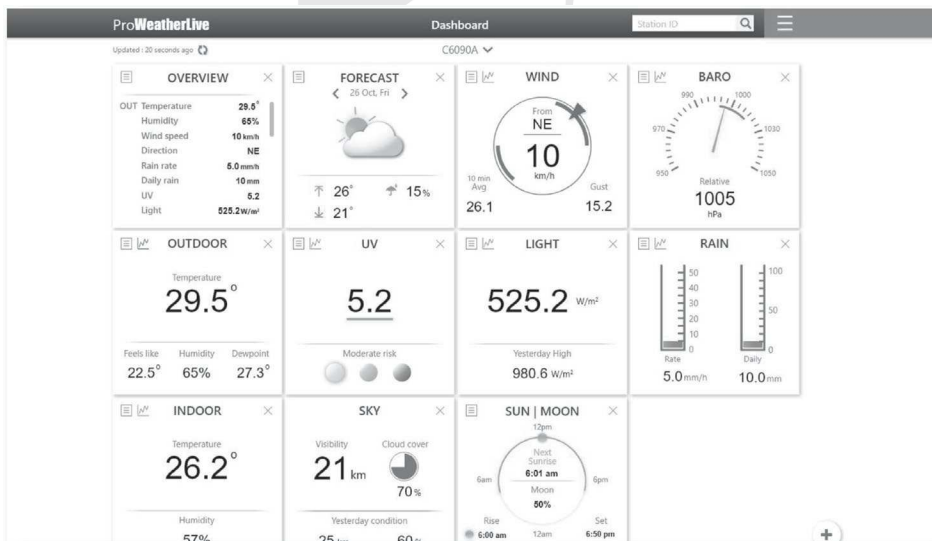 ProWeatherLive
Dashboard
Station ID
Updated : 20 seconds ago
C6090A
OVERVIEW
OUT Temperature 29.5°
Humidity 65%
Wind speed 10 km/h
Direction NE
Rain rate 5.0 mm/h
Daily rain 10 mm
UV 5.2
Light 525.2 W/m²
FORECAST
26 Oct, Fri
26° 15%
21°
WIND
From
NE
10
km/h
10 min
Avg
26.1
Gust
15.2
BARO
990 1000
970 1030
950 1050
Relative
1005
hPa
OUTDOOR
Temperature
29.5°
Feels like Humidity Dewpoint
22.5° 65% 27.3°
UV
5.2
Moderate risk
LIGHT
525.2 W/m²
Yesterday High
980.6 W/m²
RAIN
50
40
30
20
10
0
100
50
0
Rate Daily
5.0 mm/h 10.0 mm
INDOOR
Temperature
26.2°
Humidity
57%
SKY
Visibility Cloud cover
21 km
70%
Yesterday condition
25 km 60%
SUN | MOON
12pm
Next
Sunrise
6:01 am
6am 6pm
Moon
50%
Rise Set
6:00 am 12am 6:50 pm